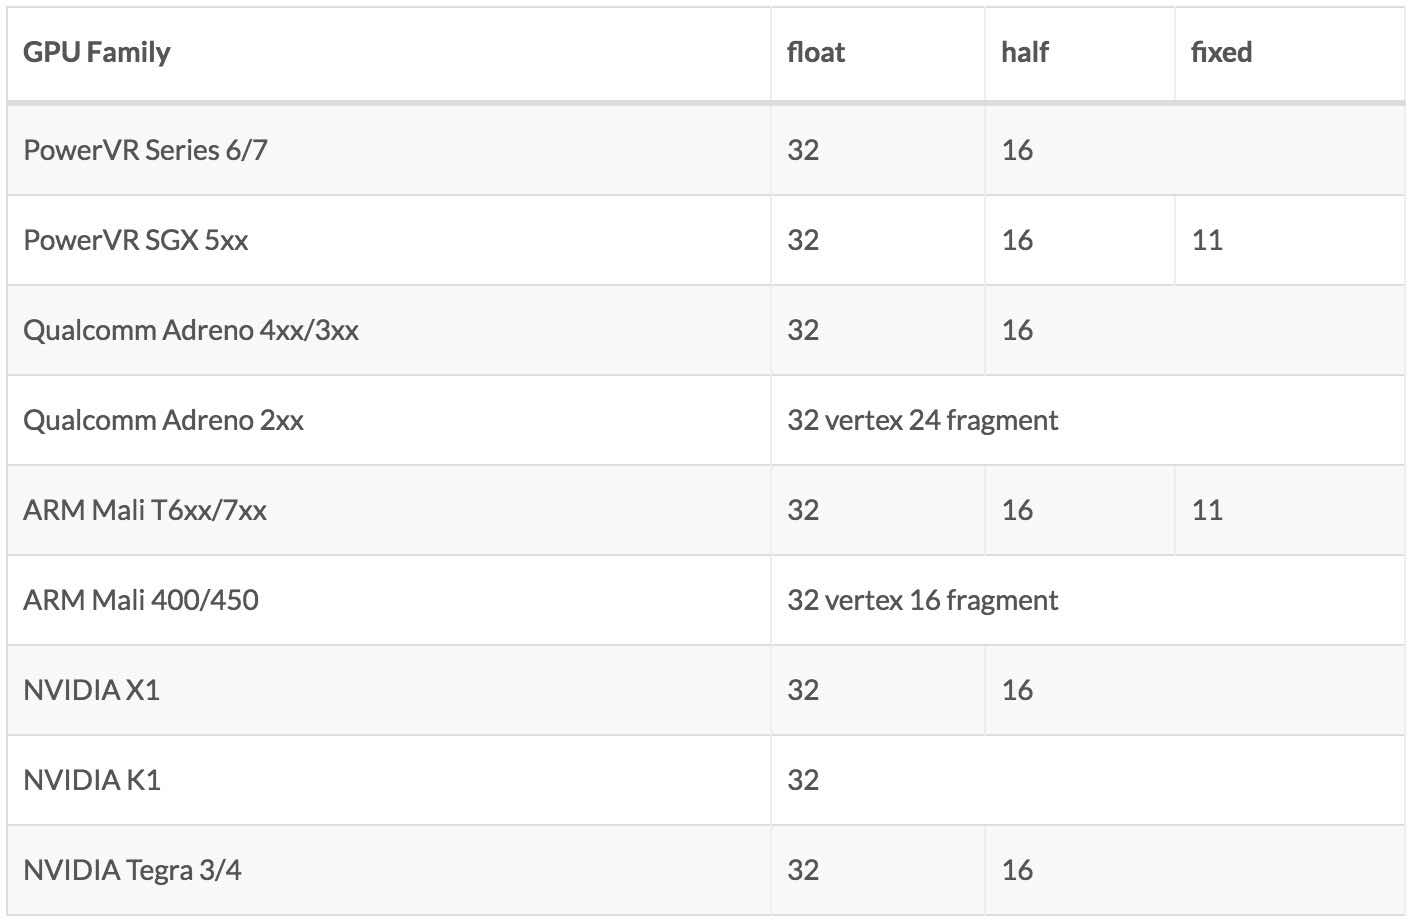 GPU Family float half fixed
PowerVR Series 6/7 32 16
PowerVR SGX 5xx 32 16 11
Qualcomm Adreno 4xx/3xx 32 16
Qualcomm Adreno 2xx 32 vertex 24 fragment
ARM Mali T6xx/7xx 32 16 11
ARM Mali 400/450 32 vertex 16 fragment
NVIDIA X1 32 16
NVIDIA K1 32
NVIDIA Tegra 3/4 32 16